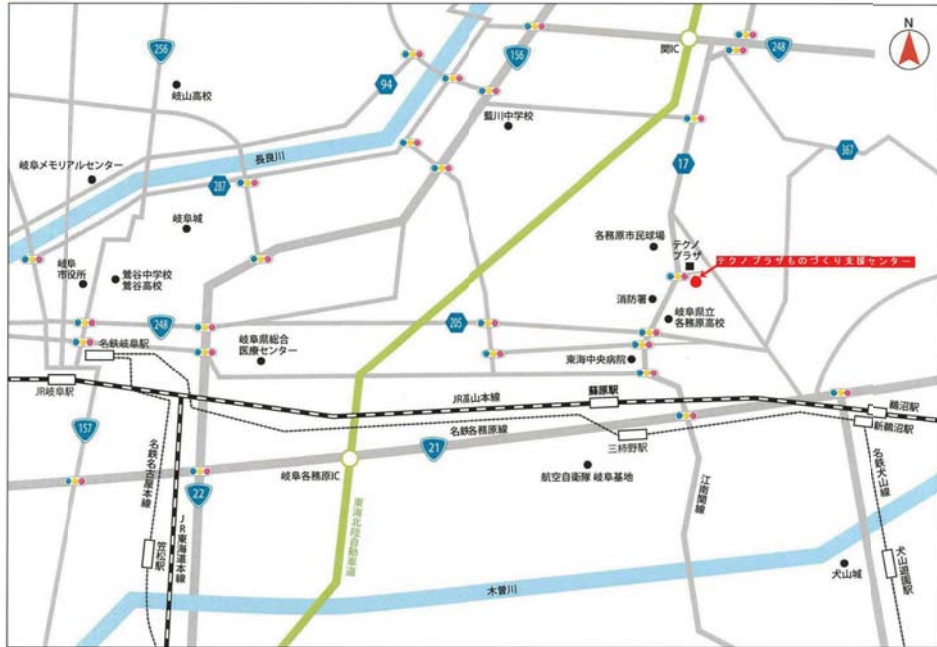 N
256
岐山高校
94
156
関IC
248
藍川中学校
長良川
岐阜メモリアルセンター
287
17
367
岐阜城
各務原市民球場
テクノ
プラザ
テクノプラザものづくり支援センター
岐阜
市役所
鶯谷中学校
鶯谷高校
消防署
岐阜県立
各務原高校
248
205
名鉄岐阜駅
岐阜県総合
医療センター
東海中央病院
JR岐阜駅
JR高山本線
蘇原駅
鵜沼駅
新鵜沼駅
157
名鉄各務原線
21
三柿野駅
岐阜各務原IC
航空自衛隊 岐阜基地
22
名鉄名古屋本線
JR東海道本線
笠松駅
東海北陸自動車道
江南関線
名鉄犬山線
犬山城
犬山遊園駅
木曽川